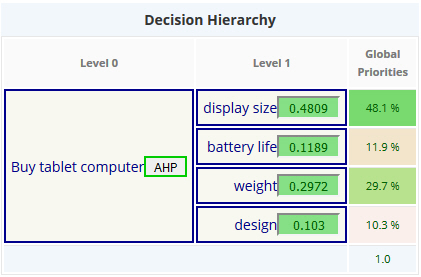 Decision Hierarchy
Level 0 Level 1 Global Priorities
Buy tablet computer AHP
display size 0.4809 48.1 %
battery life 0.1189 11.9 %
weight 0.2972 29.7 %
design 0.103 10.3 %
1.0